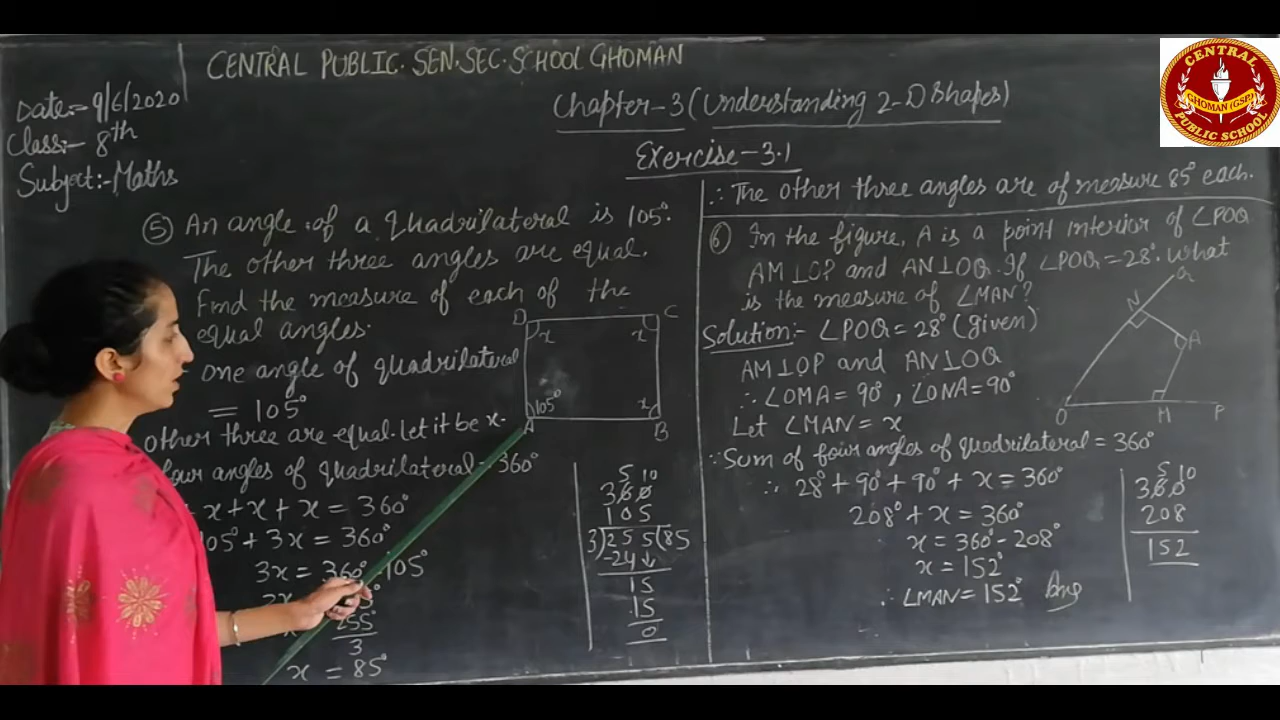 CENTRAL PUBLIC. SEN. SEC. SCHOOL GHOMAN
Date:- 9/6/2020
Class:- 8th
Subject:- Maths
Chapter-3 (Understanding 2-D Shapes)
Exercise-3.1
⑤ An angle of a quadrilateral is 105°.
The other three angles are equal.
Find the measure of each of the
equal angles.
one angle of quadrilateral
= 105°
other three are equal. let it be x.
four angles of quadrilateral = 360°
x + x + x = 360°
105° + 3x = 360°
3x = 360° 105°
255°
3
x = 85°
D
C
x
x
105°
x
A
B
5 10
360
105
3)255(85
-24↓
15
15
0
∴ The other three angles are of measure 85° each.
⑥ In the figure, A is a point interior of ∠POQ
AM⊥OP and AN⊥OQ. If ∠POQ = 28°. What
is the measure of ∠MAN?
Solution:- ∠POQ = 28° (given)
AM⊥OP and AN⊥OQ
∴ ∠OMA = 90°, ∠ONA = 90°
Let ∠MAN = x
∵ Sum of four angles of quadrilateral = 360°
∴ 28° + 90° + 90° + x = 360°
208° + x = 360°
x = 360° - 208°
x = 152°
∴ ∠MAN = 152° Ans
Q
N
A
O
M
P
5 10
360
208
152
CENTRAL
GHOMAN (GSP)
PUBLIC SCHOOL